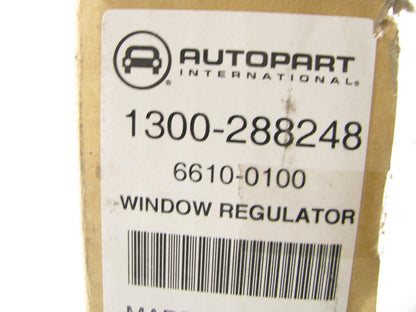 AUTOPART
INTERNATIONAL®
1300-288248
6610-0100
WINDOW REGULATOR